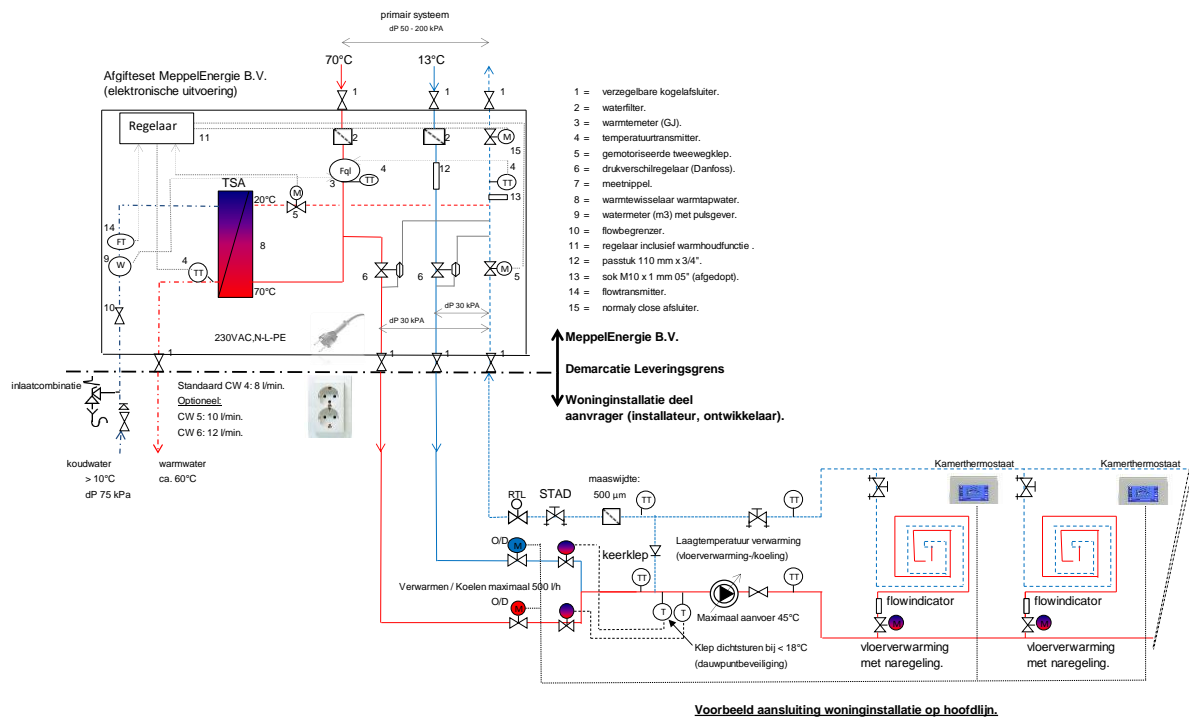 primair systeem
dP 50 - 200 kPA
70°C
13°C
Afgifteset MeppelEnergie B.V.
(elektronische uitvoering)
1
1
1
Regelaar
11
2
2
M
15
12
Fql
3
4
TT
4
TT
13
TSA
20°C
M
5
14
FT
9
W
4
TT
8
70°C
6
6
M
5
10
dP 30 kPA
dP 30 kPA
230VAC,N-L-PE
1
1
1
1
1 = verzegelbare kogelafsluiter.
2 = waterfilter.
3 = warmtemeter (GJ).
4 = temperatuurtransmitter.
5 = gemotoriseerde tweewegklep.
6 = drukverschilregelaar (Danfoss).
7 = meetnippel.
8 = warmtewisselaar warmtapwater.
9 = watermeter (m3) met pulsgever.
10 = flowbegrenzer.
11 = regelaar inclusief warmhoudfunctie .
12 = passtuk 110 mm x 3/4".
13 = sok M10 x 1 mm 05" (afgedopt).
14 = flowtransmitter.
15 = normaly close afsluiter.
MeppelEnergie B.V.
Demarcatie Leveringsgrens
Woninginstallatie deel
aanvrager (installateur, ontwikkelaar).
inlaatcombinatie
Standaard CW 4: 8 l/min.
Optioneel:
CW 5: 10 l/min.
CW 6: 12 l/min.
koudwater
> 10°C
dP 75 kPa
warmwater
ca. 60°C
RTL
STAD
maaswijdte:
500 µm
TT
TT
Kamerthermostaat
Kamerthermostaat
O/D
M
keerklep
Laagtemperatuur verwarming
(vloerverwarming-/koeling)
TT
TT
Verwarmen / Koelen maximaal 500 l/h
O/D
M
T
T
Maximaal aanvoer 45°C
Klep dichtsturen bij < 18°C
(dauwpuntbeveiliging)
flowindicator
M
vloerverwarming
met naregeling.
flowindicator
M
vloerverwarming
met naregeling.
Voorbeeld aansluiting woninginstallatie op hoofdlijn.